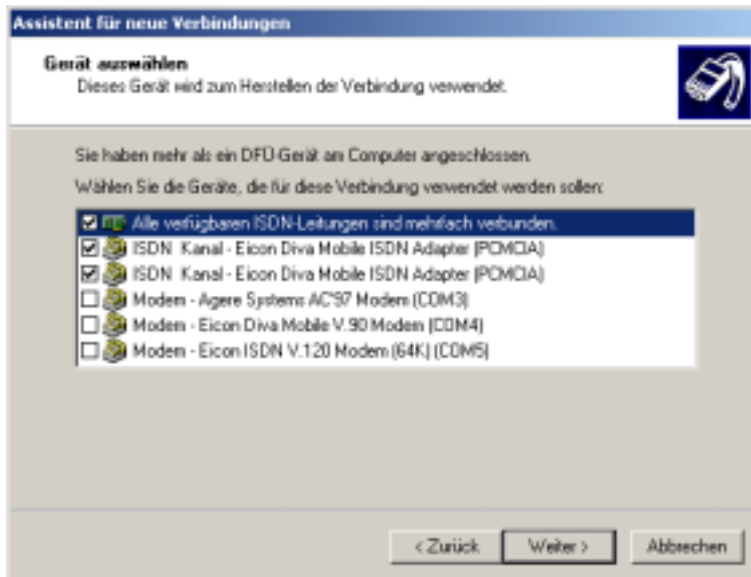 Assistent für neue Verbindungen
Gerät auswählen
Dieses Gerät wird zum Herstellen der Verbindung verwendet.
Sie haben mehr als ein DFÜ-Gerät am Computer angeschlossen.
Wählen Sie die Geräte, die für diese Verbindung verwendet werden sollen:
Alle verfügbaren ISDN-Leitungen sind mehrfach verbunden.
ISDN Kanal - Eicon Diva Mobile ISDN Adapter (PCMCIA)
ISDN Kanal - Eicon Diva Mobile ISDN Adapter (PCMCIA)
Modem - Agere Systems AC'97 Modem (COM3)
Modem - Eicon Diva Mobile V.90 Modem (COM4)
Modem - Eicon ISDN V.120 Modem (64K) (COM5)
< Zurück Weiter > Abbrechen